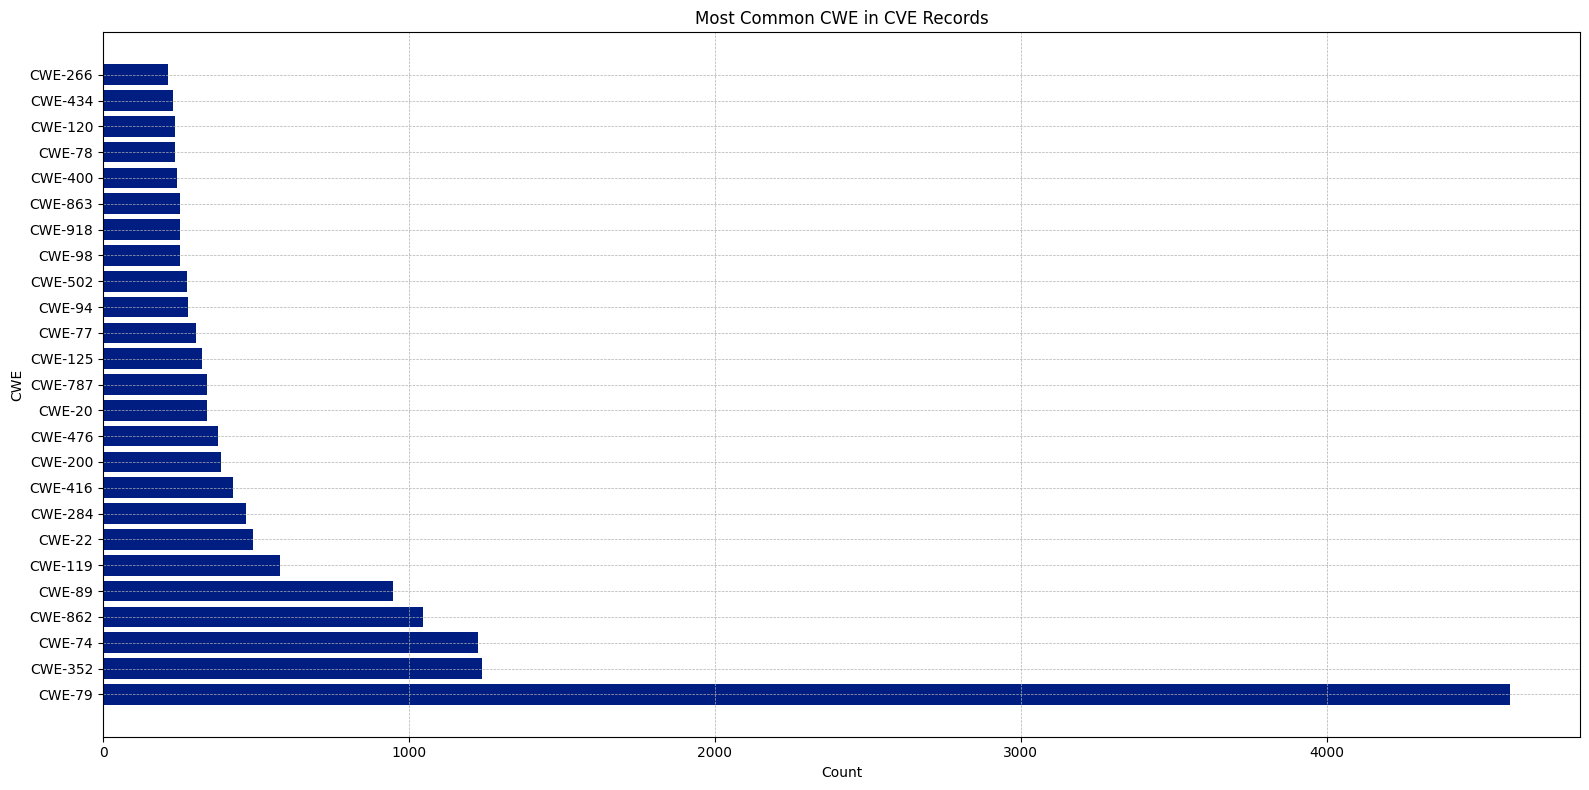 Most Common CWE in CVE Records
CWE-266
CWE-434
CWE-120
CWE-78
CWE-400
CWE-863
CWE-918
CWE-98
CWE-502
CWE-94
CWE-77
CWE-125
CWE-787
CWE-20
CWE-476
CWE-200
CWE-416
CWE-284
CWE-22
CWE-119
CWE-89
CWE-862
CWE-74
CWE-352
CWE-79
CWE
0 1000 2000 3000 4000
Count